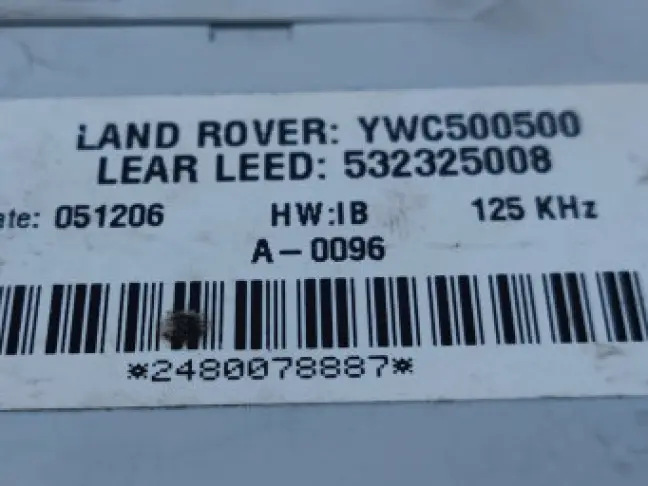 LAND ROVER: YWC500500
LEAR LEED: 532325008
ate: 051206 HW:IB 125 KHz
A-0096
*2480078887*